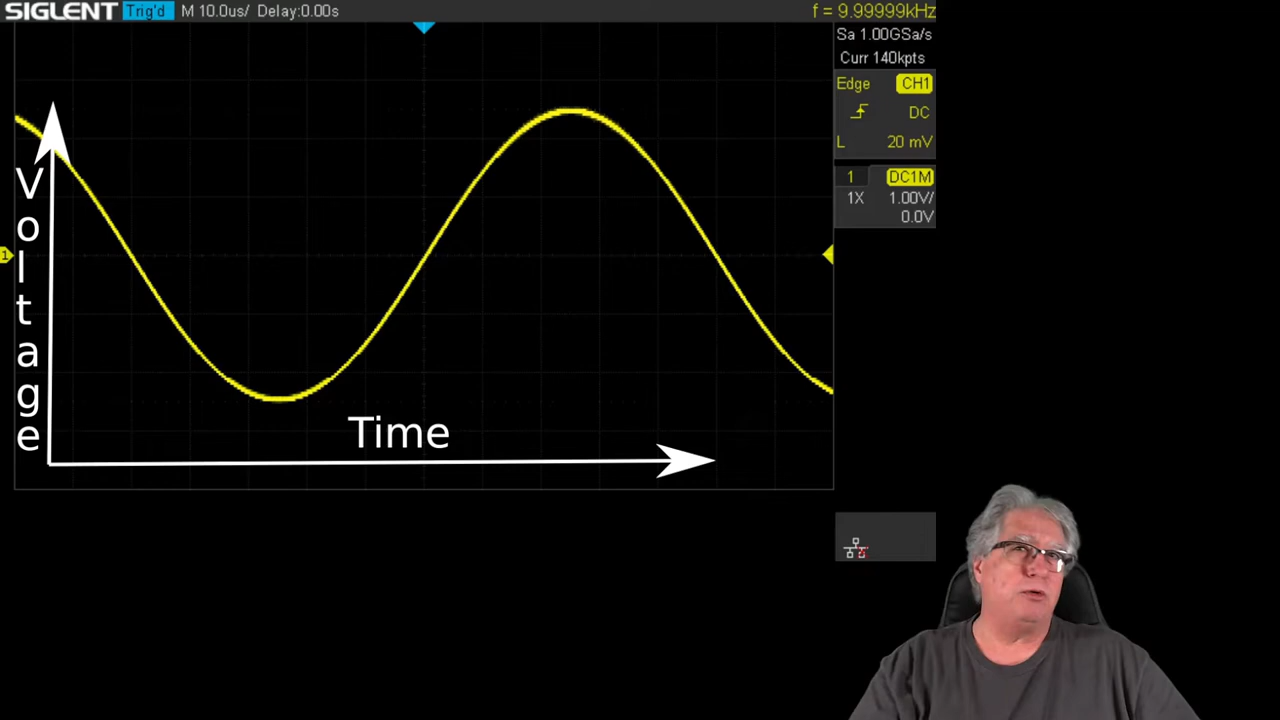 SIGLENT Trig'd M 10.0us/ Delay:0.00s f = 9.99999kHz
Sa 1.00GSa/s
Curr 140kpts
Edge CH1
DC
L 20 mV
1 DC1M
1X 1.00V/
0.0V
1
Voltage
Time